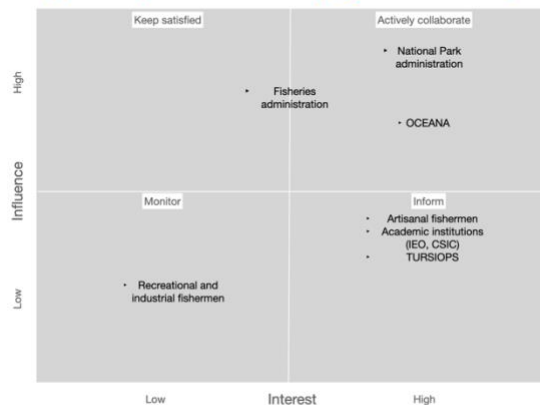 Keep satisfied
Actively collaborate
National Park
administration
Fisheries
administration
OCEANA
High
Influence
Low
Monitor
Inform
Artisanal fishermen
Academic institutions
(IEO, CSIC)
TURSIOPS
Recreational and
industrial fishermen
Low
Interest
High